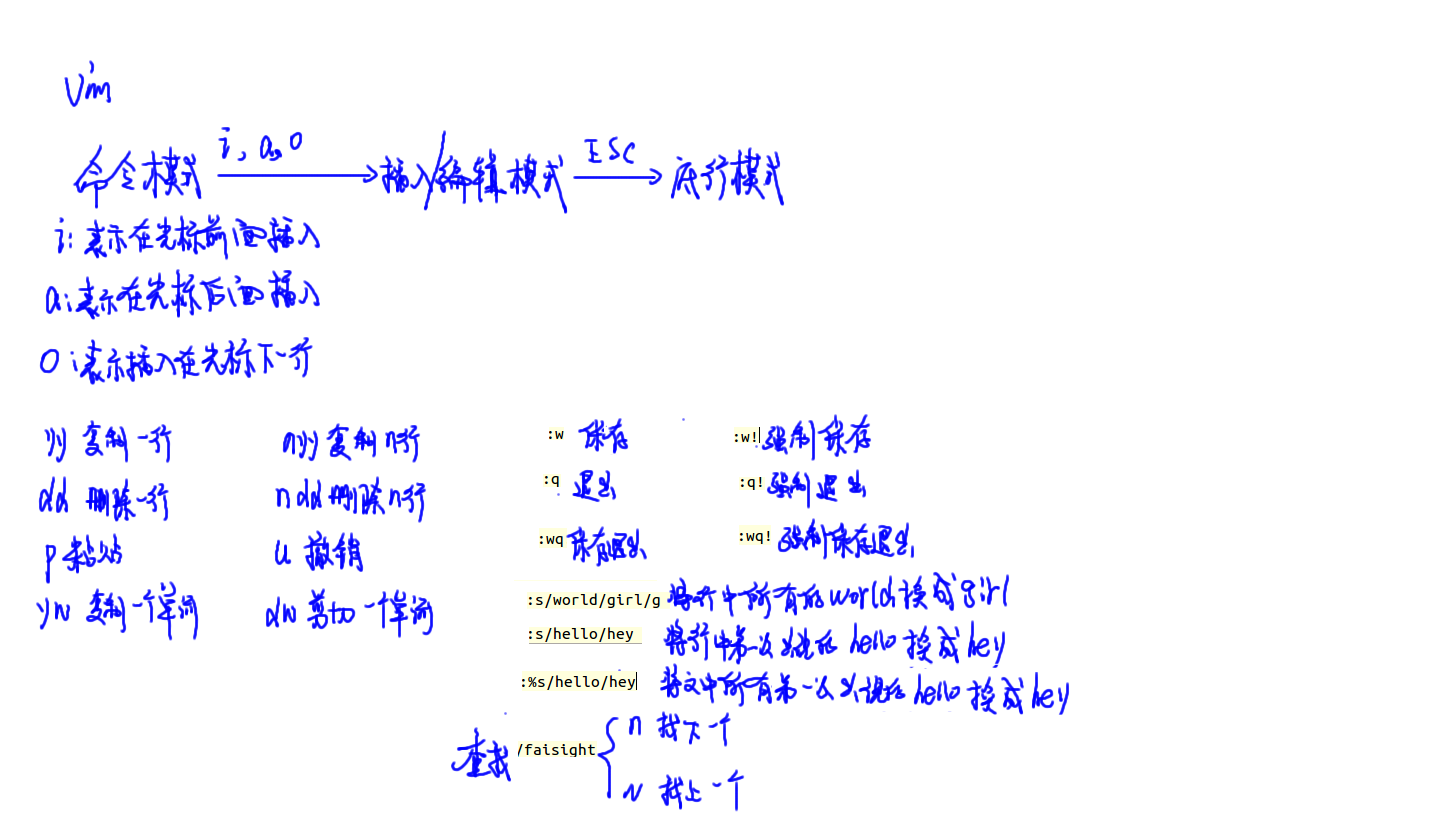 Vim
命令模式 i, a, o 插入/编辑模式 ESC 底行模式
i: 表示在光标前面插入
a: 表示在光标后面插入
o: 表示插入在光标下一行
yy 复制一行 nyy 复制n行 :w 保存 :w! 强制保存
dd 删除一行 ndd 删除n行 :q 退出 :q! 强制退出
p 粘贴 u 撤销 :wq 保存退出 :wq! 强制保存退出
yw 复制一个单词 dw 剪切一个单词
:s/world/girl/g 将行中所有的world换成girl
:s/hello/hey 将行中第一次出现的hello换成hey
:%s/hello/hey 将文中所有第一次出现的hello换成hey
查找 /faisight
n 找下一个
N 找上一个